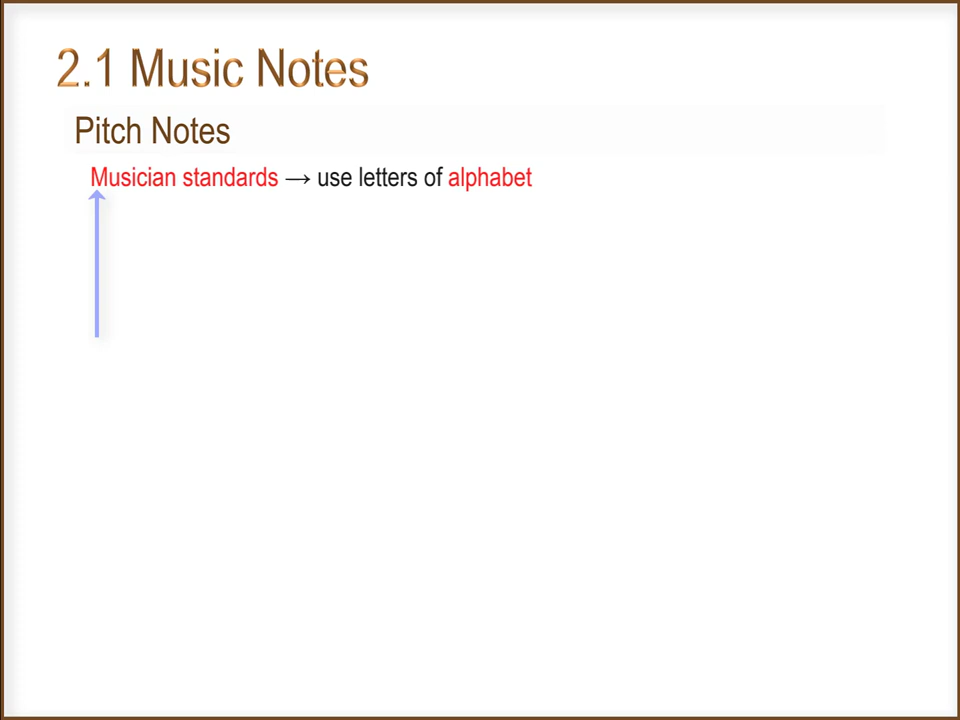 2.1 Music Notes
Pitch Notes
Musician standards → use letters of alphabet